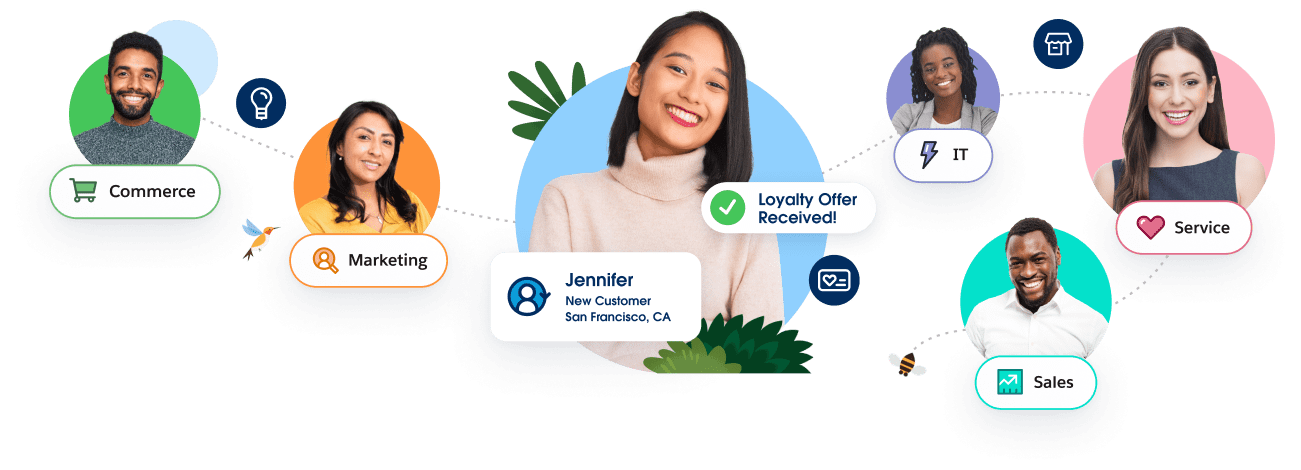 Commerce
Marketing
Jennifer
New Customer
San Francisco, CA
Loyalty Offer
Received!
IT
Service
Sales